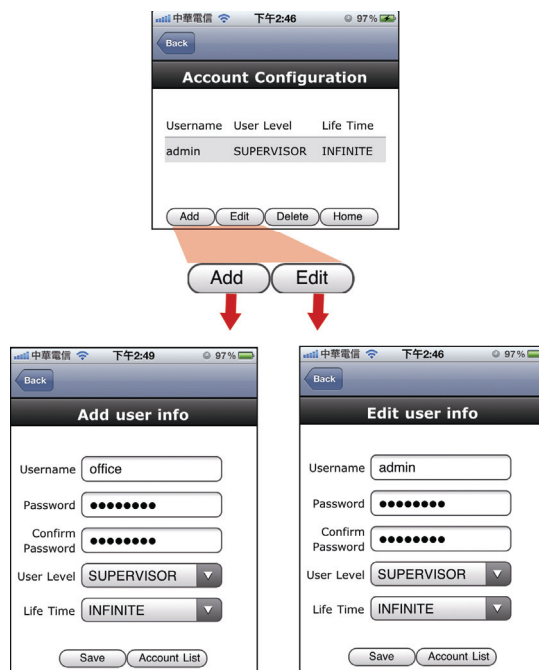 中華電信 下午2:46 97%
Back
Account Configuration
Username User Level Life Time
admin SUPERVISOR INFINITE
Add Edit Delete Home
Add Edit
中華電信 下午2:49 97%
Back
Add user info
Username office
Password ●●●●●●●●
Confirm
Password ●●●●●●●●
User Level SUPERVISOR
Life Time INFINITE
Save Account List
中華電信 下午2:46 97%
Back
Edit user info
Username admin
Password ●●●●●●●●
Confirm
Password ●●●●●●●●
User Level SUPERVISOR
Life Time INFINITE
Save Account List